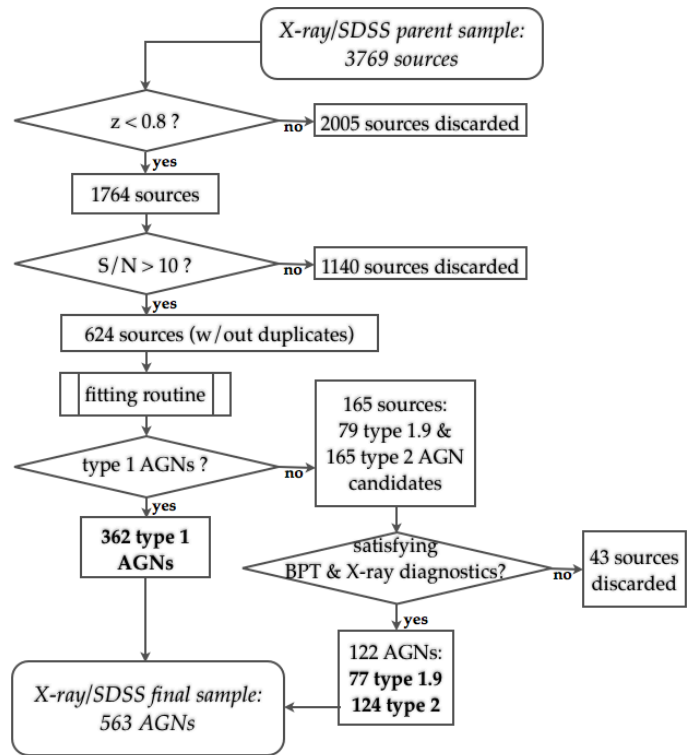 X-ray/SDSS parent sample:
3769 sources
z < 0.8 ?
no
2005 sources discarded
yes
1764 sources
S/N > 10 ?
no
1140 sources discarded
yes
624 sources (w/out duplicates)
fitting routine
type 1 AGNs ?
no
165 sources:
79 type 1.9 &
165 type 2 AGN
candidates
yes
362 type 1
AGNs
satisfying
BPT & X-ray diagnostics?
no
43 sources
discarded
yes
122 AGNs:
77 type 1.9
124 type 2
X-ray/SDSS final sample:
563 AGNs